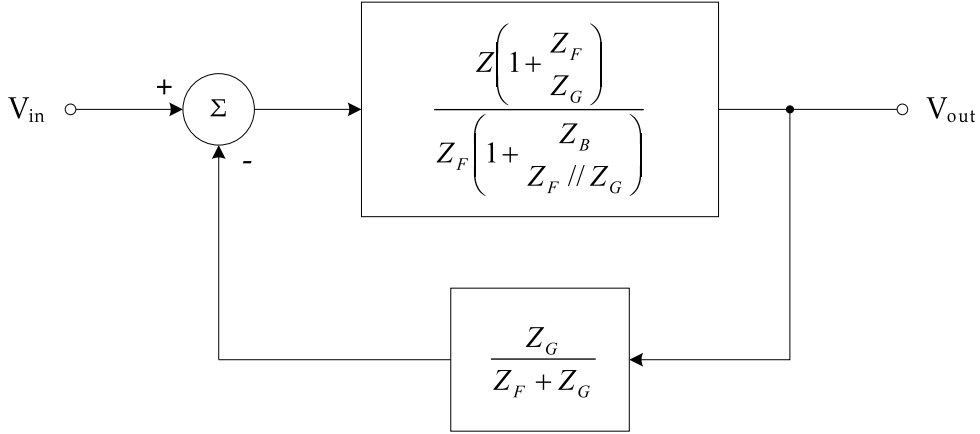 Z(1+ Z_F
Z_G)
+
V_in
Σ
V_out
Z_F(1+ Z_B
Z_F // Z_G)
-
Z_G
Z_F + Z_G